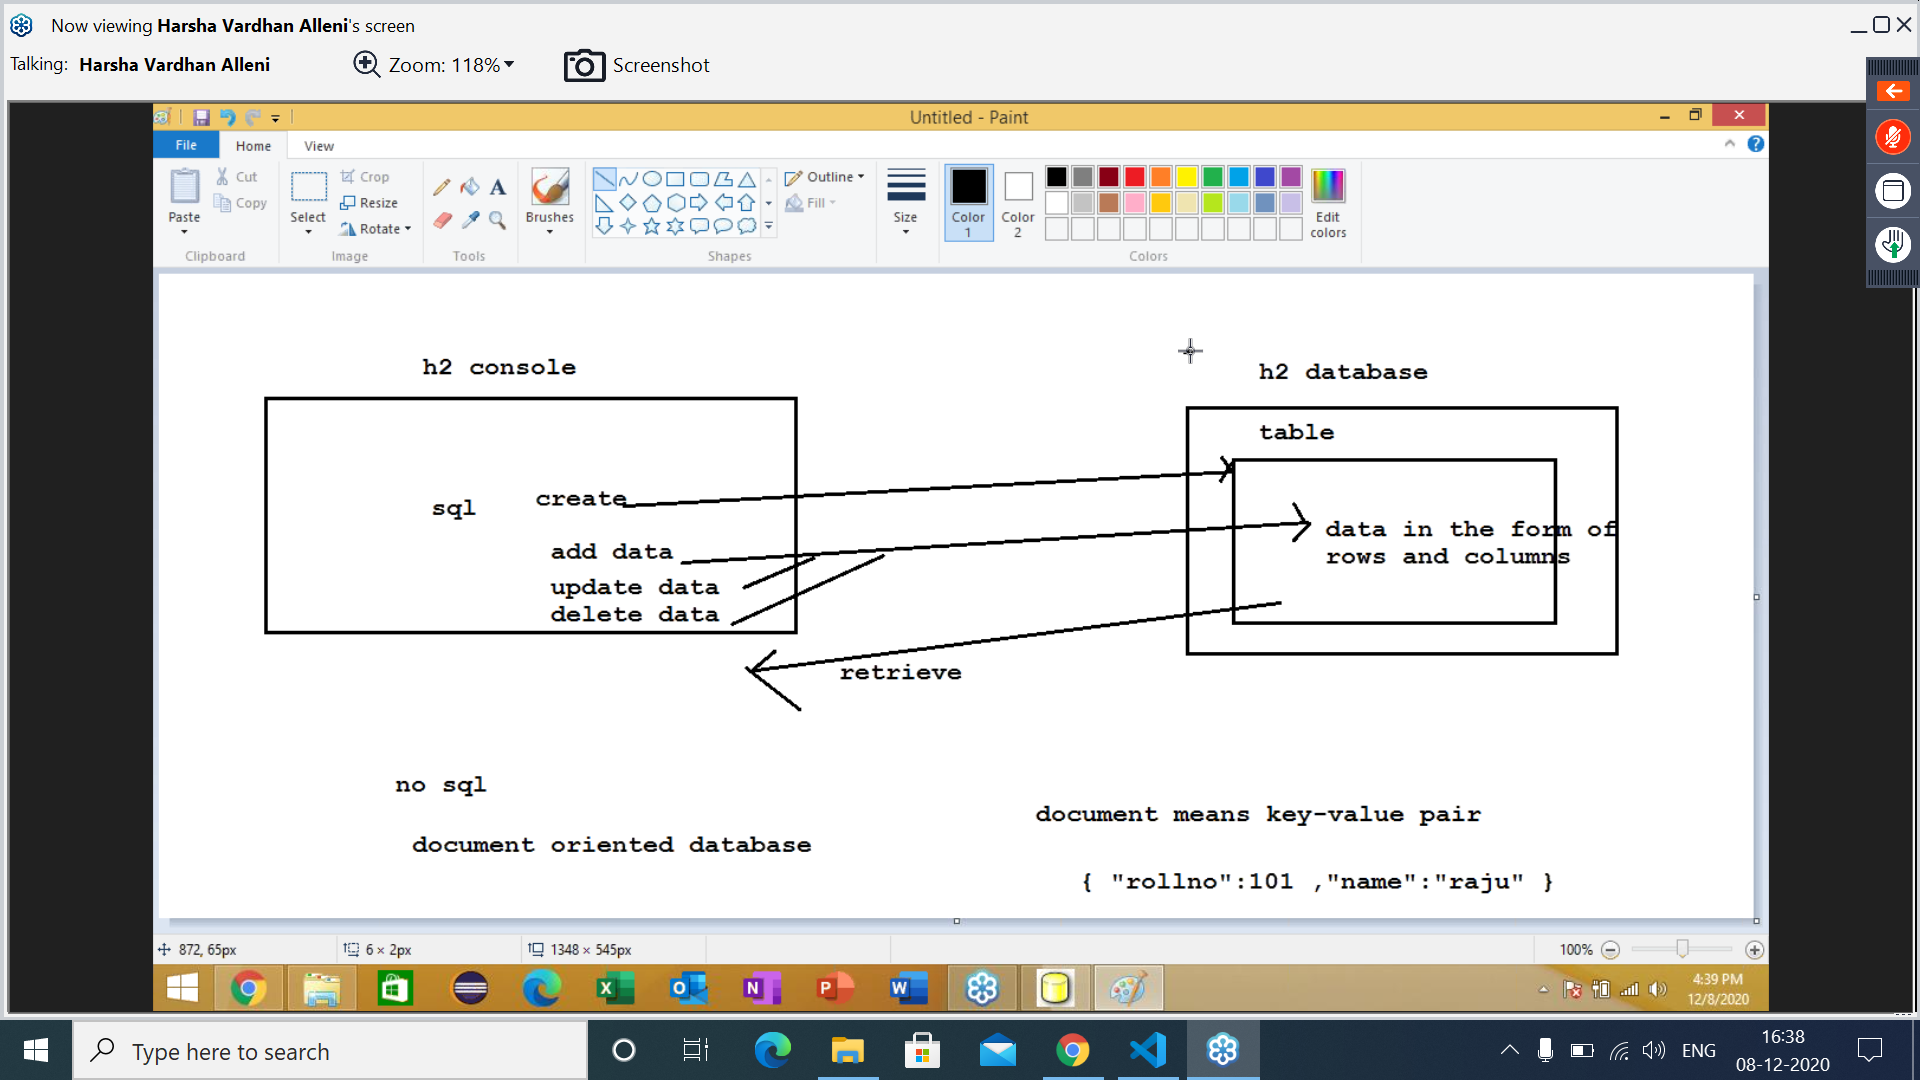 Now viewing Harsha Vardhan Alleni's screen
Talking: Harsha Vardhan Alleni
Zoom: 118%
Screenshot
Untitled - Paint
File
Home
View
Paste
Cut
Copy
Clipboard
Select
Crop
Resize
Rotate
Image
A
Tools
Brushes
Shapes
Outline
Fill
Size
Color
1
Color
2
Edit
colors
Colors
h2 console
h2 database
table
create
sql
data in the form of
rows and columns
add data
update data
delete data
retrieve
no sql
document means key-value pair
document oriented database
{ "rollno":101 ,"name":"raju" }
872, 65px
6 × 2px
1348 × 545px
100%
4:39 PM
12/8/2020
Type here to search
ENG
16:38
08-12-2020